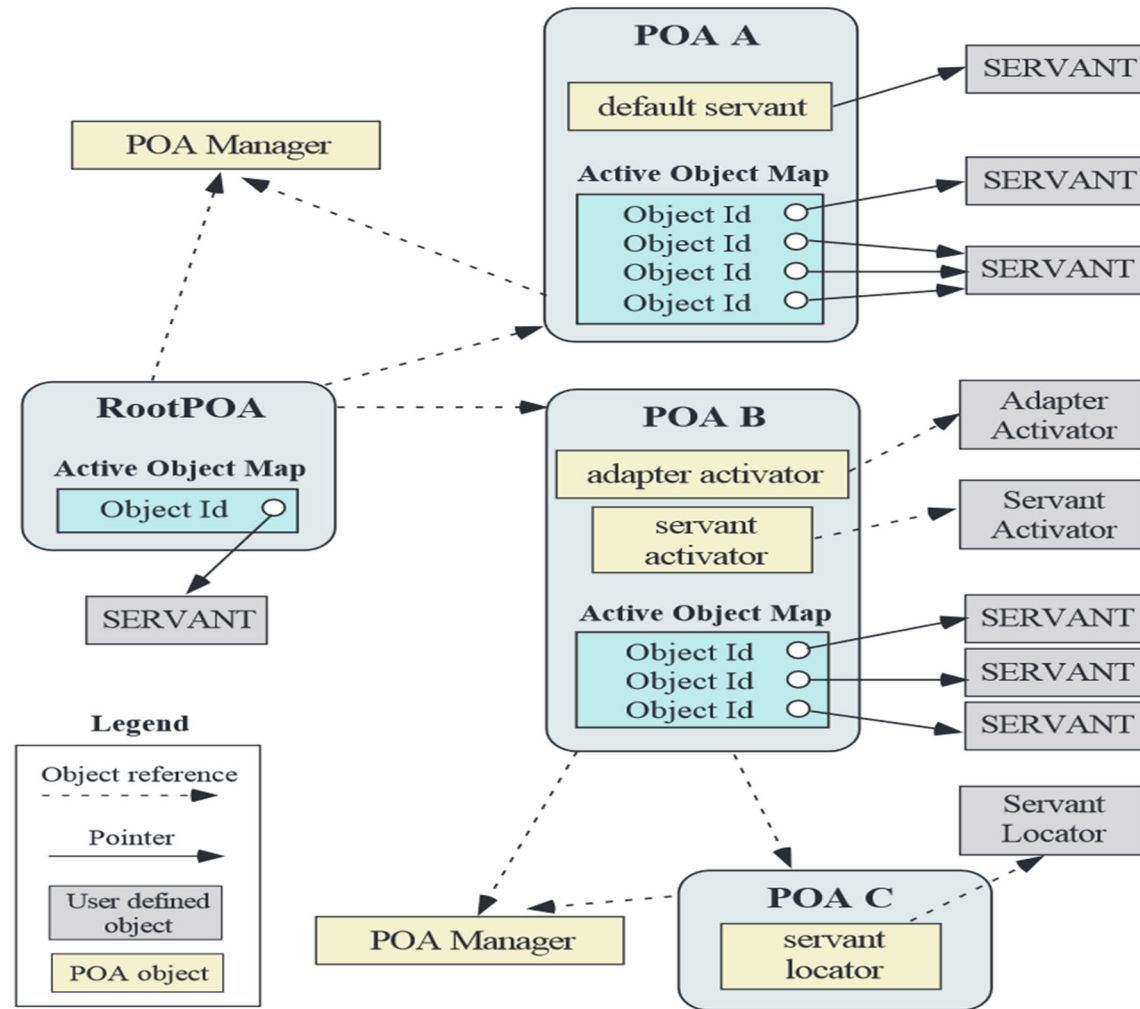 POA A
default servant
Active Object Map
Object Id
Object Id
Object Id
Object Id
SERVANT
SERVANT
SERVANT
POA Manager
RootPOA
Active Object Map
Object Id
SERVANT
POA B
adapter activator
servant
activator
Active Object Map
Object Id
Object Id
Object Id
Adapter
Activator
Servant
Activator
SERVANT
SERVANT
SERVANT
Servant
Locator
POA C
servant
locator
POA Manager
Legend
Object reference
Pointer
User defined
object
POA object